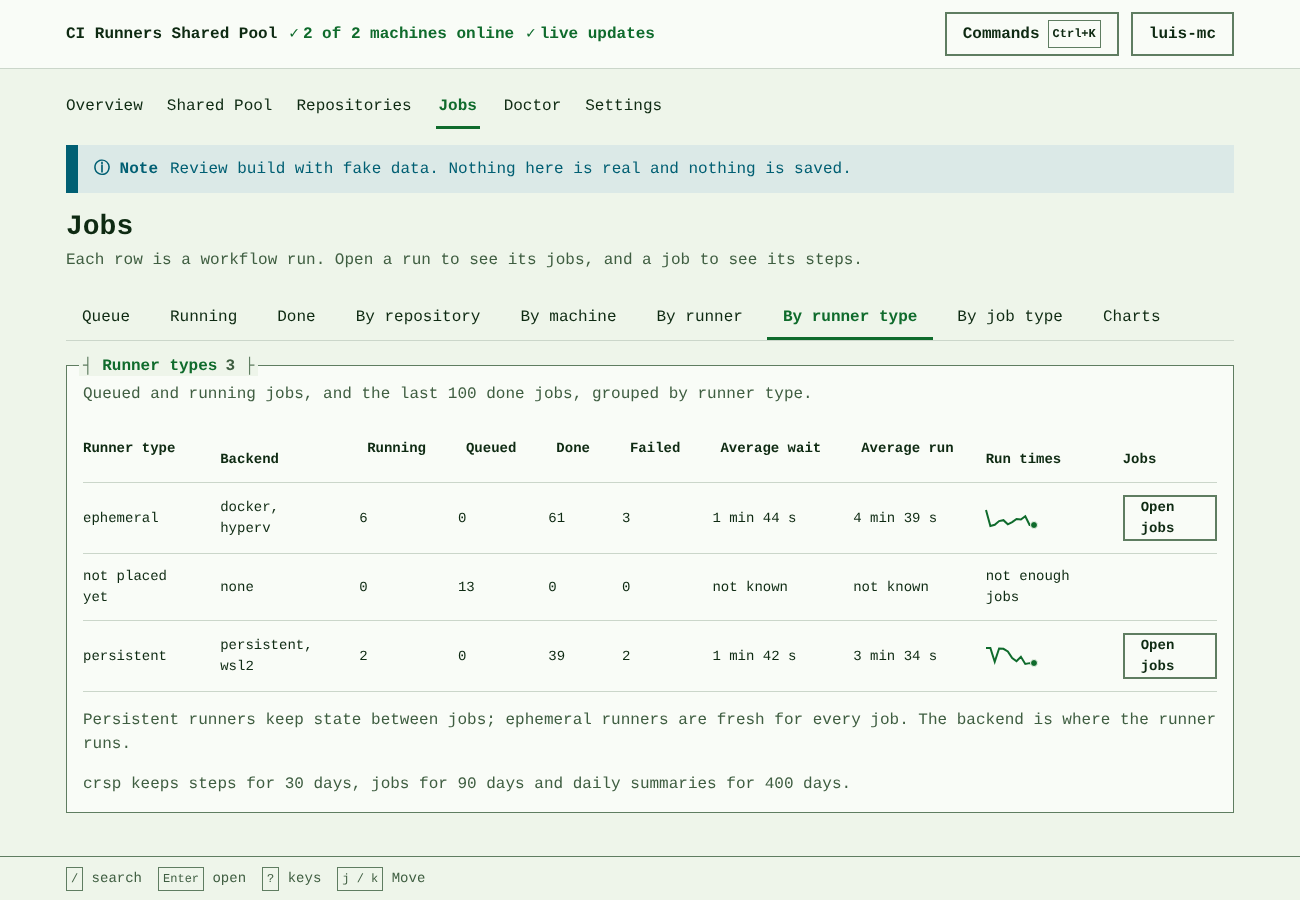 CI Runners Shared Pool ✓ 2 of 2 machines online ✓ live updates Commands Ctrl+K luis-mc
Overview Shared Pool Repositories Jobs Doctor Settings
ⓘ Note Review build with fake data. Nothing here is real and nothing is saved.
Jobs
Each row is a workflow run. Open a run to see its jobs, and a job to see its steps.
Queue Running Done By repository By machine By runner By runner type By job type Charts
Runner types 3
Queued and running jobs, and the last 100 done jobs, grouped by runner type.
Runner type Backend Running Queued Done Failed Average wait Average run Run times Jobs
ephemeral docker, hyperv 6 0 61 3 1 min 44 s 4 min 39 s Open jobs
not placed yet none 0 13 0 0 not known not known not enough jobs
persistent persistent, wsl2 2 0 39 2 1 min 42 s 3 min 34 s Open jobs
Persistent runners keep state between jobs; ephemeral runners are fresh for every job. The backend is where the runner
runs.
crsp keeps steps for 30 days, jobs for 90 days and daily summaries for 400 days.
/ search Enter open ? keys j / k Move